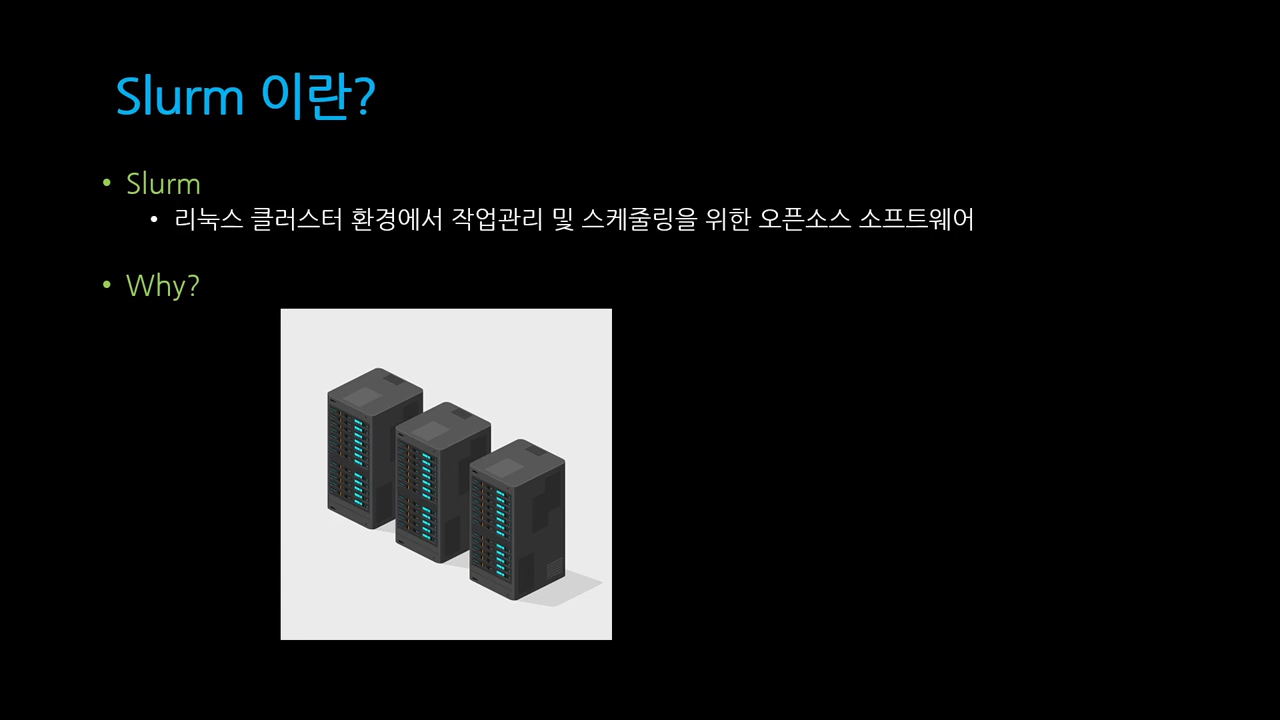 Slurm 이란?
• Slurm
• 리눅스 클러스터 환경에서 작업관리 및 스케줄링을 위한 오픈소스 소프트웨어
• Why?